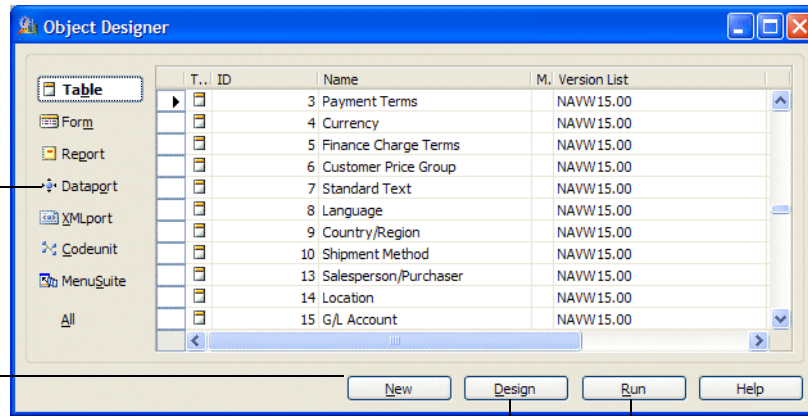 Object Designer
Table
Form
Report
Dataport
XMLport
Codeunit
MenuSuite
All
T.. ID Name M. Version List
3 Payment Terms NAVW15.00
4 Currency NAVW15.00
5 Finance Charge Terms NAVW15.00
6 Customer Price Group NAVW15.00
7 Standard Text NAVW15.00
8 Language NAVW15.00
9 Country/Region NAVW15.00
10 Shipment Method NAVW15.00
13 Salesperson/Purchaser NAVW15.00
14 Location NAVW15.00
15 G/L Account NAVW15.00
New Design Run Help